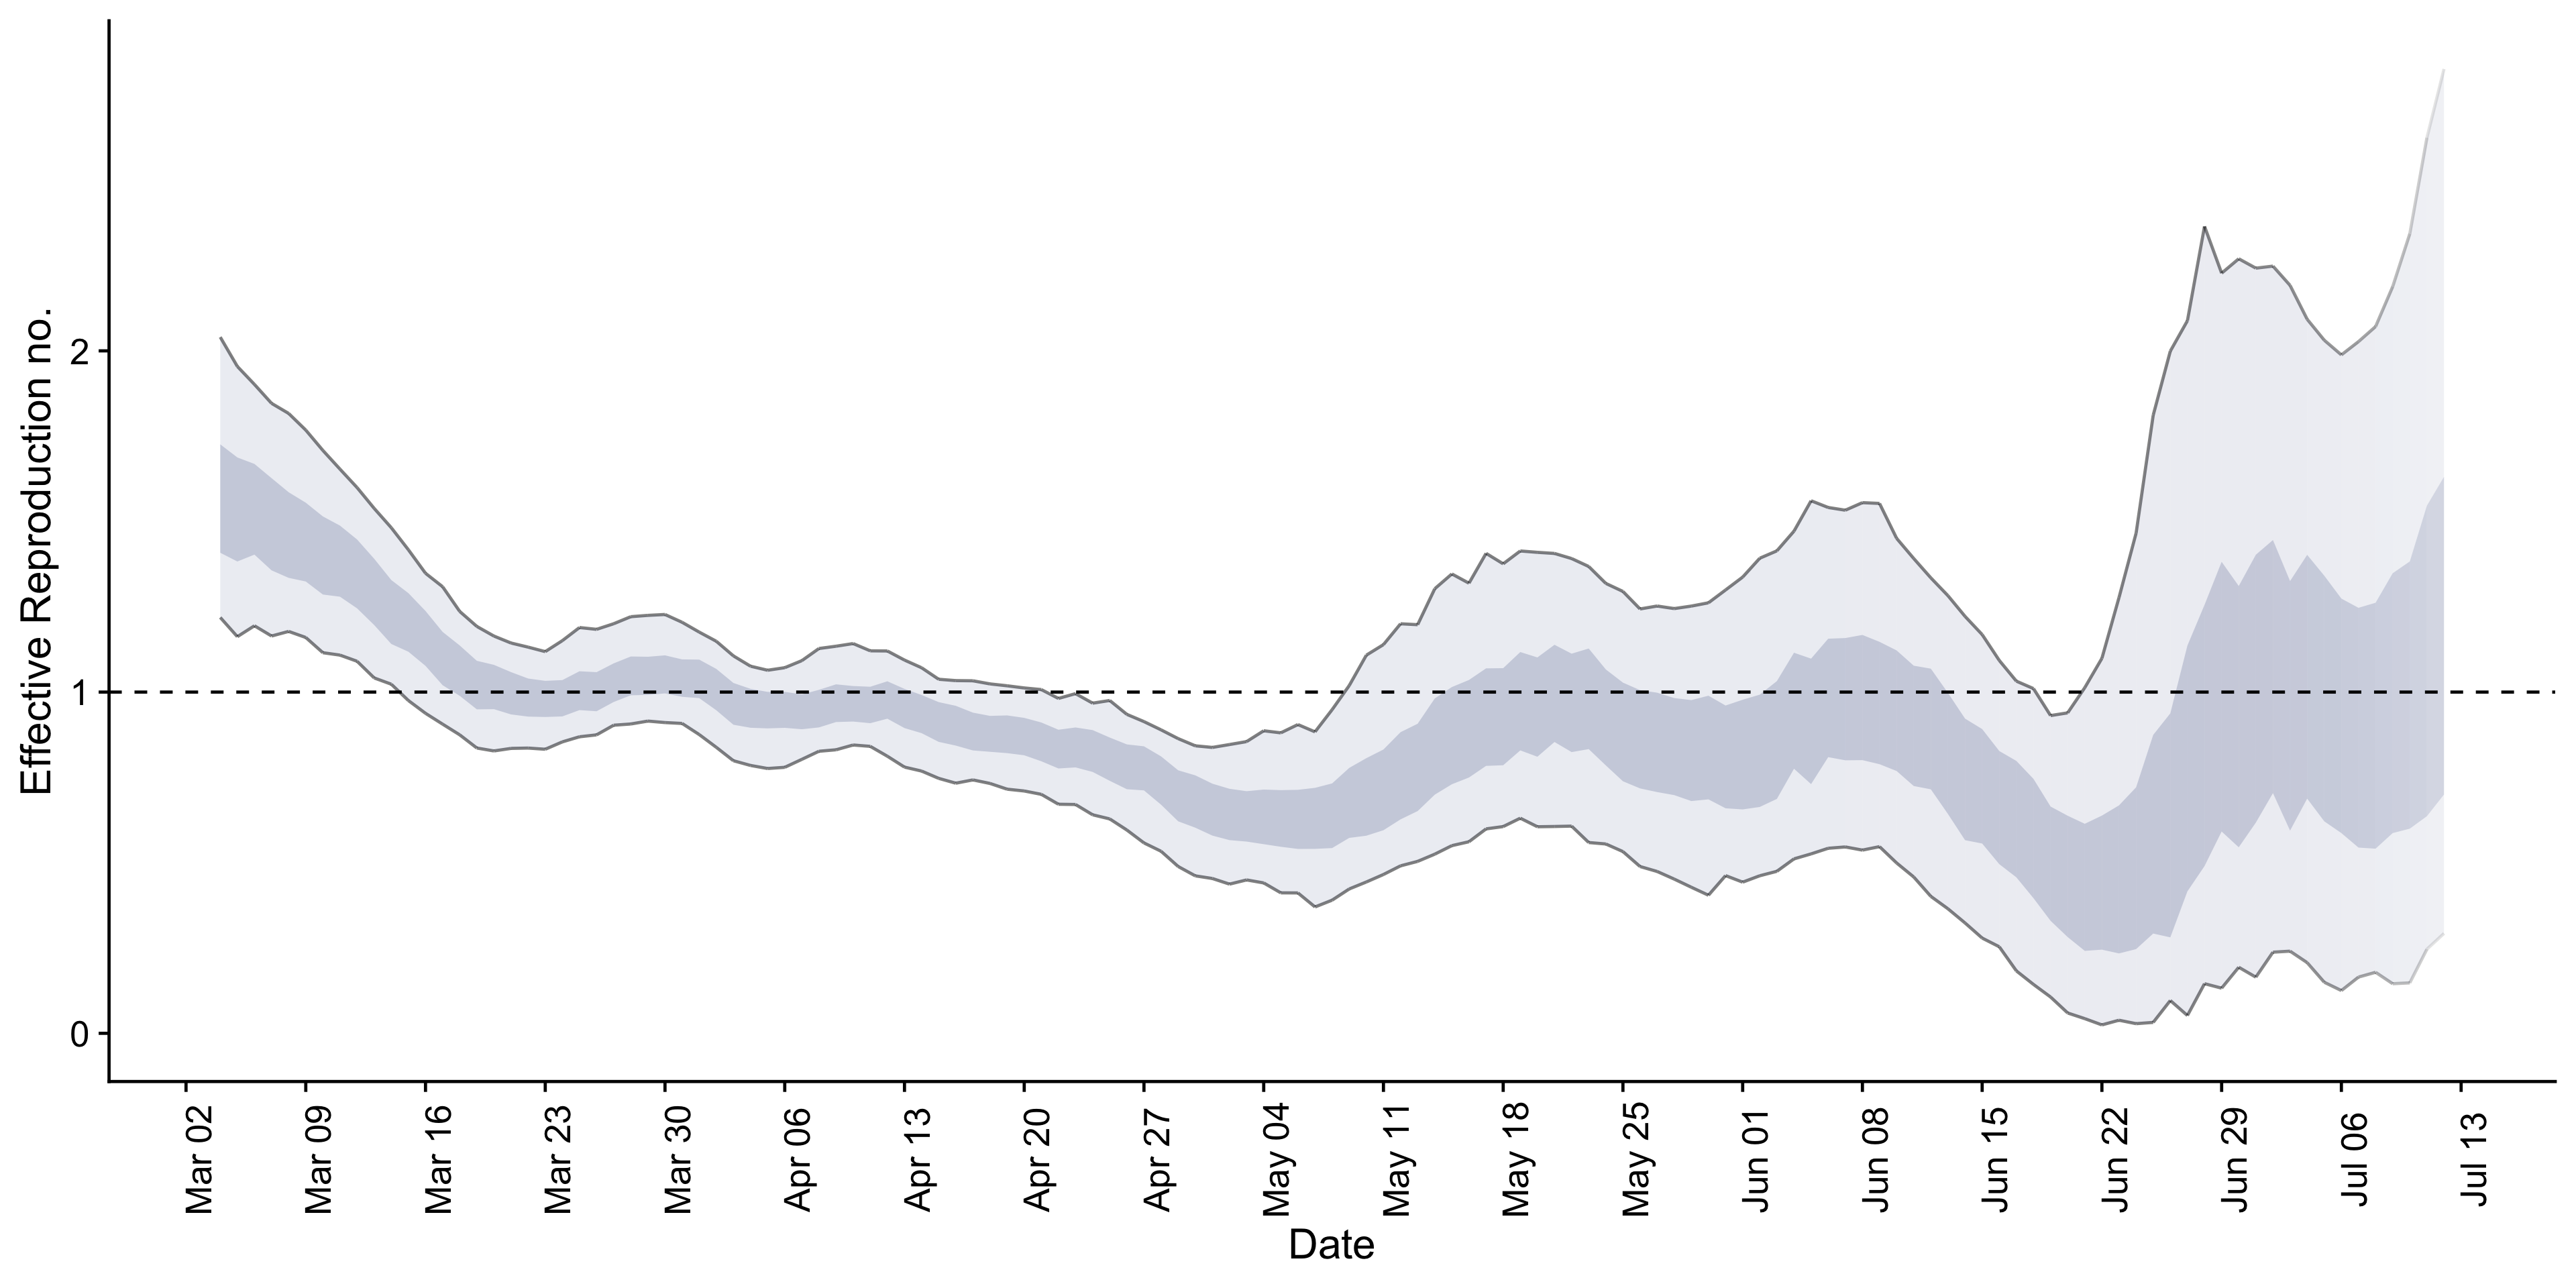 Effective Reproduction no.
2
1
0
Mar 02
Mar 09
Mar 16
Mar 23
Mar 30
Apr 06
Apr 13
Apr 20
Apr 27
May 04
May 11
May 18
May 25
Jun 01
Jun 08
Jun 15
Jun 22
Jun 29
Jul 06
Jul 13
Date